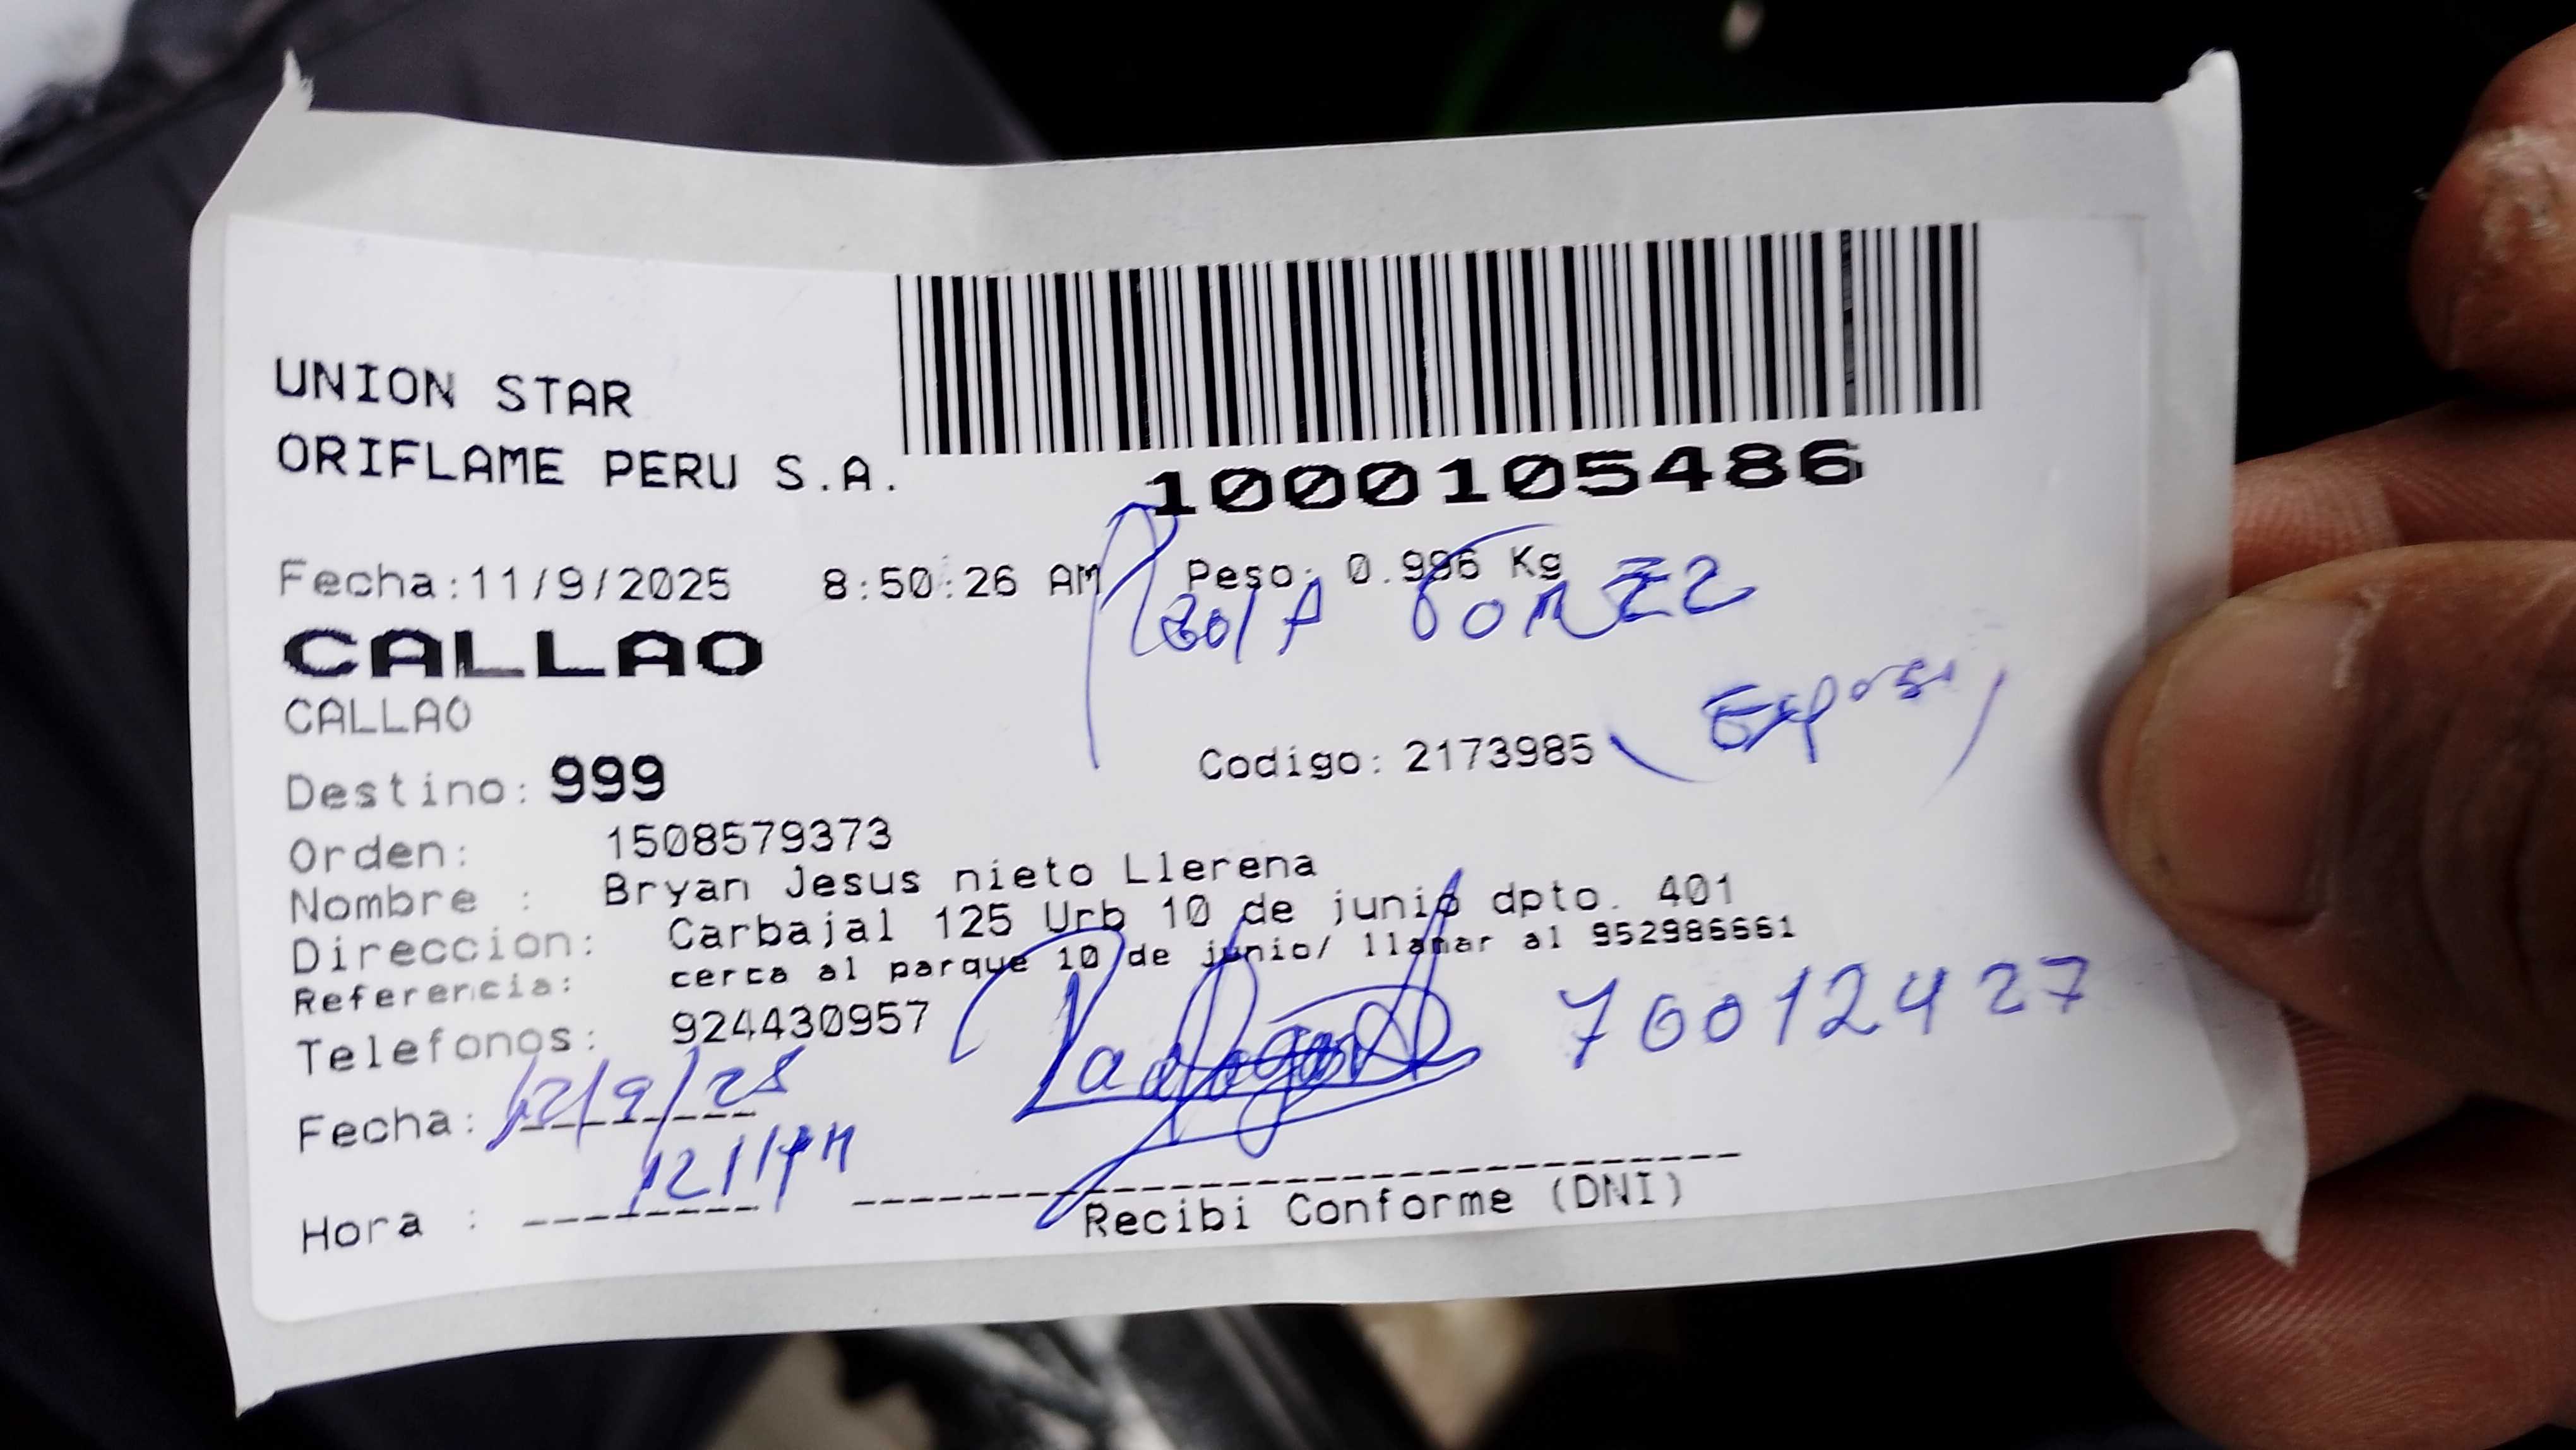 UNION STAR
ORIFLAME PERU S.A.
1000105486
Fecha:11/9/2025 8:50:26 AM Peso: 0.996 Kg
CALLAO
CALLAO
Destino: 999 Codigo: 2173985
Orden: 1508579373
Nombre : Bryan Jesus nieto Llerena
Direccion: Carbajal 125 Urb 10 de junio dpto. 401
Referencia: cerca al parque 10 de junio/ llamar al 952986661
Telefonos: 924430957
70012427
Fecha: 12/9/25
Hora :
Recibi Conforme (DNI)